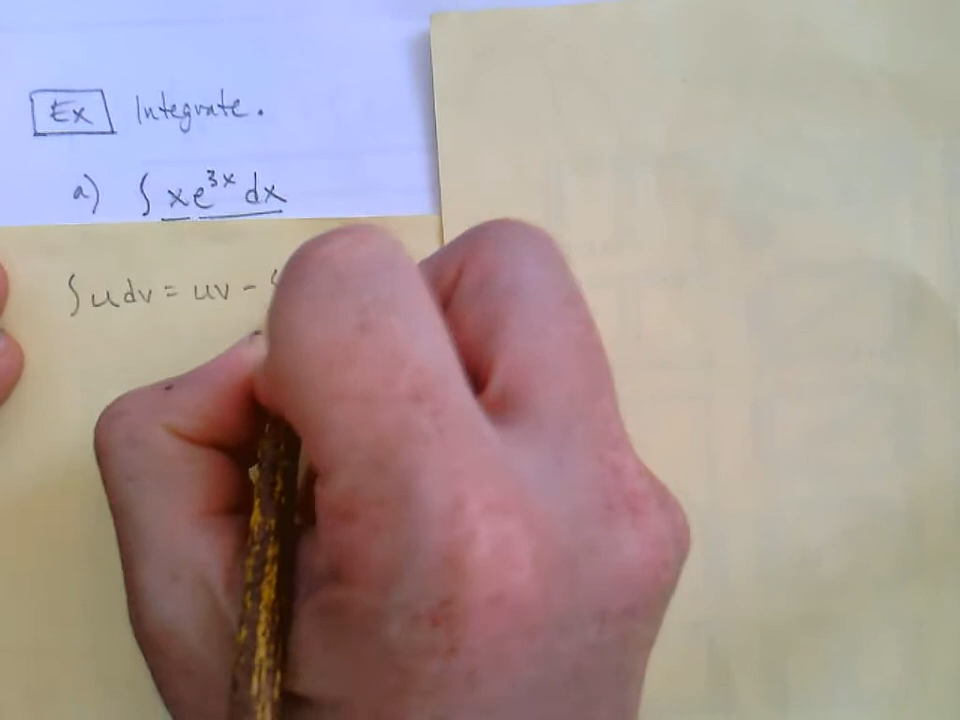 Ex Integrate.
a) ∫ xe^{3x} dx
∫ u dv = uv -